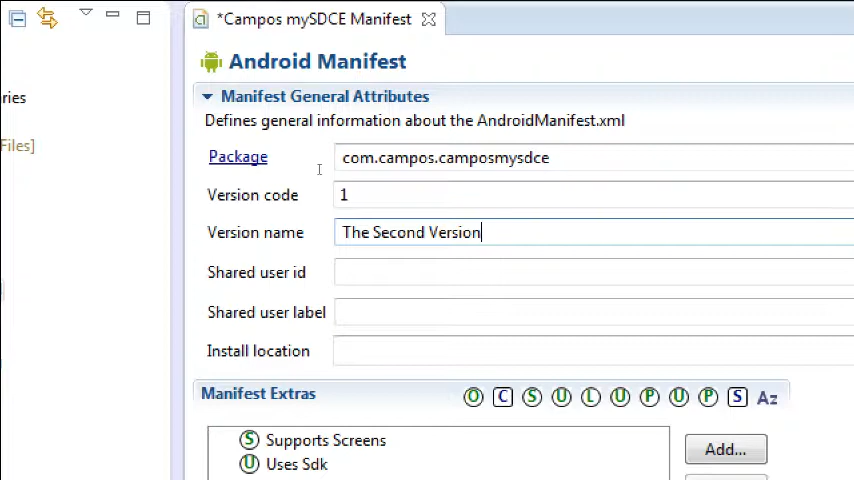 *Campos mySDCE Manifest
Android Manifest
ries
Manifest General Attributes
Defines general information about the AndroidManifest.xml
Files]
Package com.campos.camposmysdce
Version code 1
Version name The Second Version
Shared user id
Shared user label
Install location
Manifest Extras O C S U L U P U P S Az
S Supports Screens
U Uses Sdk
Add...